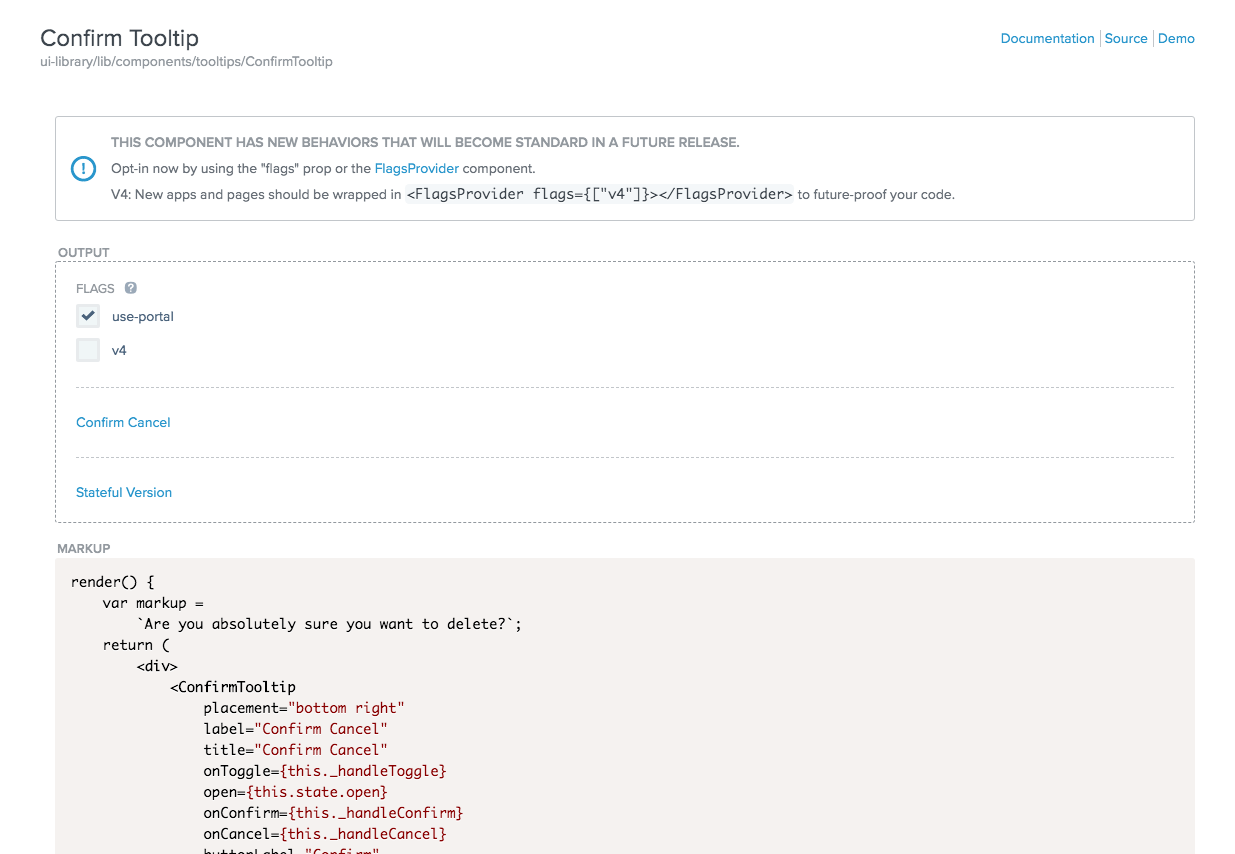 Confirm Tooltip
Documentation | Source | Demo
ui-library/lib/components/tooltips/ConfirmTooltip
THIS COMPONENT HAS NEW BEHAVIORS THAT WILL BECOME STANDARD IN A FUTURE RELEASE.
Opt-in now by using the "flags" prop or the FlagsProvider component.
V4: New apps and pages should be wrapped in <FlagsProvider flags={["v4"]}></FlagsProvider> to future-proof your code.
OUTPUT
FLAGS ?
use-portal
v4
Confirm Cancel
Stateful Version
MARKUP
render() {
    var markup =
        `Are you absolutely sure you want to delete?`;
    return (
        <div>
            <ConfirmTooltip
                placement="bottom right"
                label="Confirm Cancel"
                title="Confirm Cancel"
                onToggle={this._handleToggle}
                open={this.state.open}
                onConfirm={this._handleConfirm}
                onCancel={this._handleCancel}
                buttonLabel="Confirm"